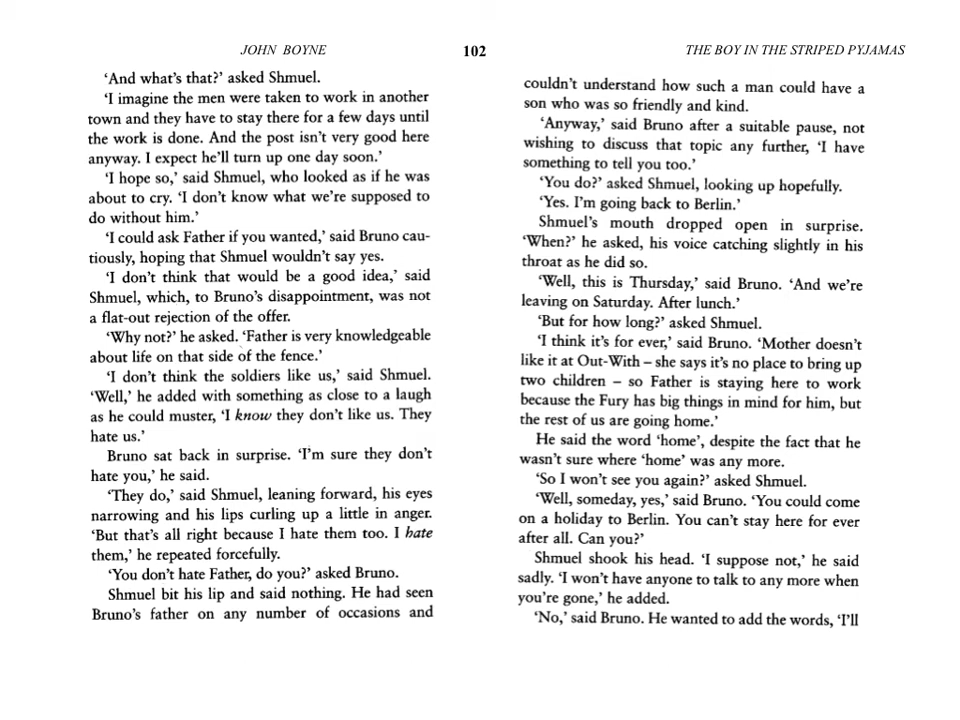 JOHN BOYNE
102
THE BOY IN THE STRIPED PYJAMAS
‘And what’s that?’ asked Shmuel.
‘I imagine the men were taken to work in another
town and they have to stay there for a few days until
the work is done. And the post isn’t very good here
anyway. I expect he’ll turn up one day soon.’
‘I hope so,’ said Shmuel, who looked as if he was
about to cry. ‘I don’t know what we’re supposed to
do without him.’
‘I could ask Father if you wanted,’ said Bruno cau-
tiously, hoping that Shmuel wouldn’t say yes.
‘I don’t think that would be a good idea,’ said
Shmuel, which, to Bruno’s disappointment, was not
a flat-out rejection of the offer.
‘Why not?’ he asked. ‘Father is very knowledgeable
about life on that side of the fence.’
‘I don’t think the soldiers like us,’ said Shmuel.
‘Well,’ he added with something as close to a laugh
as he could muster, ‘I know they don’t like us. They
hate us.’
Bruno sat back in surprise. ‘I’m sure they don’t
hate you,’ he said.
‘They do,’ said Shmuel, leaning forward, his eyes
narrowing and his lips curling up a little in anger.
‘But that’s all right because I hate them too. I hate
them,’ he repeated forcefully.
‘You don’t hate Father, do you?’ asked Bruno.
Shmuel bit his lip and said nothing. He had seen
Bruno’s father on any number of occasions and
couldn’t understand how such a man could have a
son who was so friendly and kind.
‘Anyway,’ said Bruno after a suitable pause, not
wishing to discuss that topic any further, ‘I have
something to tell you too.’
‘You do?’ asked Shmuel, looking up hopefully.
‘Yes. I’m going back to Berlin.’
Shmuel’s mouth dropped open in surprise.
‘When?’ he asked, his voice catching slightly in his
throat as he did so.
‘Well, this is Thursday,’ said Bruno. ‘And we’re
leaving on Saturday. After lunch.’
‘But for how long?’ asked Shmuel.
‘I think it’s for ever,’ said Bruno. ‘Mother doesn’t
like it at Out-With – she says it’s no place to bring up
two children – so Father is staying here to work
because the Fury has big things in mind for him, but
the rest of us are going home.’
He said the word ‘home’, despite the fact that he
wasn’t sure where ‘home’ was any more.
‘So I won’t see you again?’ asked Shmuel.
‘Well, someday, yes,’ said Bruno. ‘You could come
on a holiday to Berlin. You can’t stay here for ever
after all. Can you?’
Shmuel shook his head. ‘I suppose not,’ he said
sadly. ‘I won’t have anyone to talk to any more when
you’re gone,’ he added.
‘No,’ said Bruno. He wanted to add the words, ‘I’ll